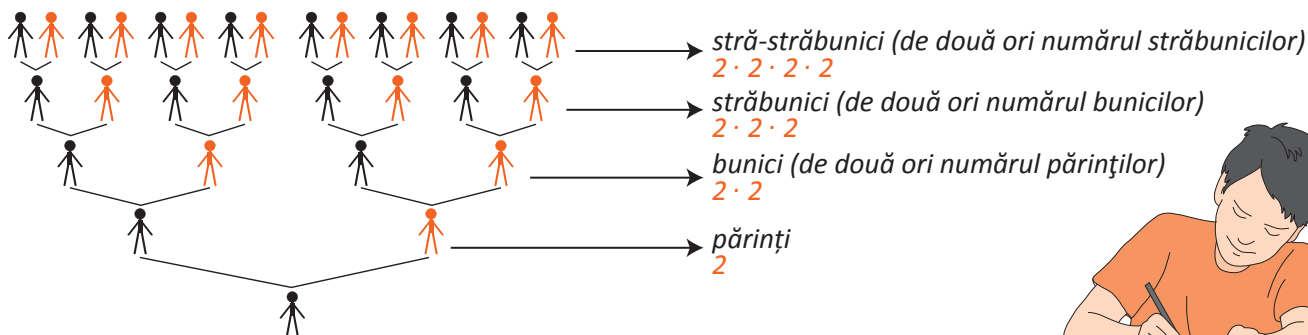 stră-străbunici (de două ori numărul străbunicilor)
2 · 2 · 2 · 2
străbunici (de două ori numărul bunicilor)
2 · 2 · 2
bunici (de două ori numărul părinţilor)
2 · 2
părinți
2